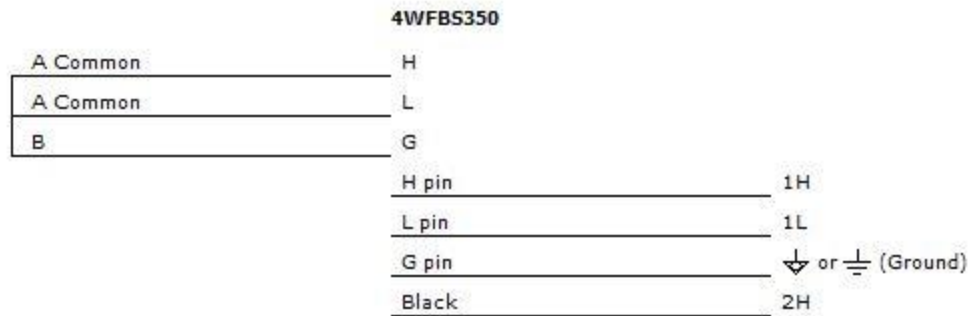 4WFBS350
A Common H
A Common L
B G
H pin 1H
L pin 1L
G pin or (Ground)
Black 2H